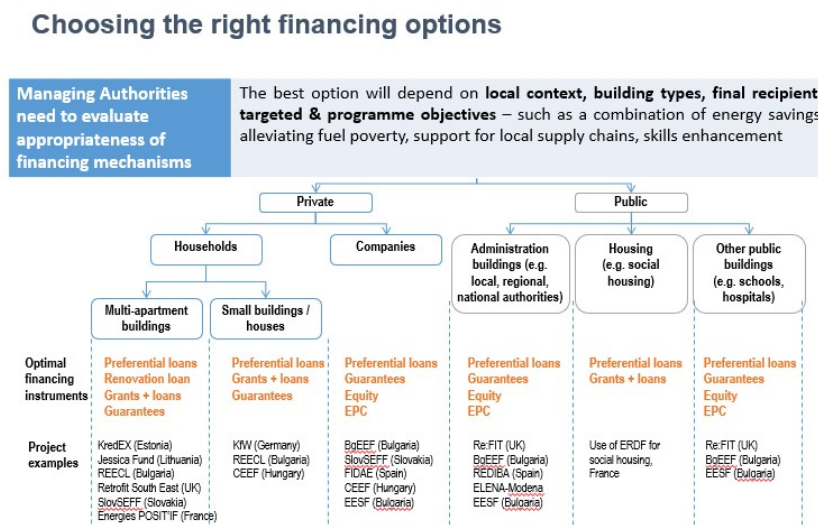 Choosing the right financing options
Managing Authorities
need to evaluate
appropriateness of
financing mechanisms
The best option will depend on local context, building types, final recipient
targeted & programme objectives – such as a combination of energy savings
alleviating fuel poverty, support for local supply chains, skills enhancement
Private
Public
Households
Companies
Administration
buildings (e.g.
local, regional,
national authorities)
Housing
(e.g. social
housing)
Other public
buildings
(e.g. schools,
hospitals)
Multi-apartment
buildings
Small buildings /
houses
Optimal
financing
instruments
Preferential loans
Renovation loan
Grants + loans
Guarantees
Preferential loans
Grants + loans
Guarantees
Preferential loans
Guarantees
Equity
EPC
Preferential loans
Guarantees
Equity
EPC
Preferential loans
Grants + loans
Preferential loans
Guarantees
Equity
EPC
Project
examples
KredEX (Estonia)
Jessica Fund (Lithuania)
REECL (Bulgaria)
Retrofit South East (UK)
SlovSEFF (Slovakia)
Energies POSIT'IF (France)
KfW (Germany)
REECL (Bulgaria)
CEEF (Hungary)
BgEEF (Bulgaria)
SlovSEFF (Slovakia)
FIDAE (Spain)
CEEF (Hungary)
EESF (Bulgaria)
Re:FIT (UK)
BgEEF (Bulgaria)
REDIBA (Spain)
ELENA-Modena
EESF (Bulgaria)
Use of ERDF for
social housing,
France
Re:FIT (UK)
BgEEF (Bulgaria)
EESF (Bulgaria)